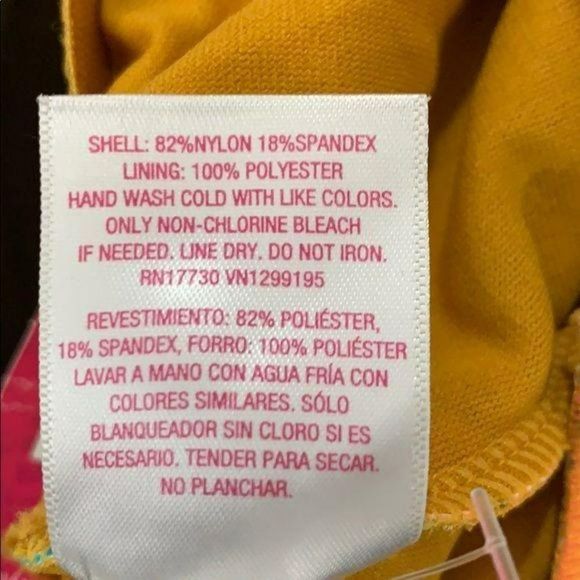 SHELL: 82%NYLON 18%SPANDEX
LINING: 100% POLYESTER
HAND WASH COLD WITH LIKE COLORS.
ONLY NON-CHLORINE BLEACH
IF NEEDED. LINE DRY. DO NOT IRON.
RN17730 VN1299195
REVESTIMIENTO: 82% POLIÉSTER,
18% SPANDEX, FORRO: 100% POLIÉSTER
LAVAR A MANO CON AGUA FRÍA CON
COLORES SIMILARES. SÓLO
BLANQUEADOR SIN CLORO SI ES
NECESARIO. TENDER PARA SECAR.
NO PLANCHAR.